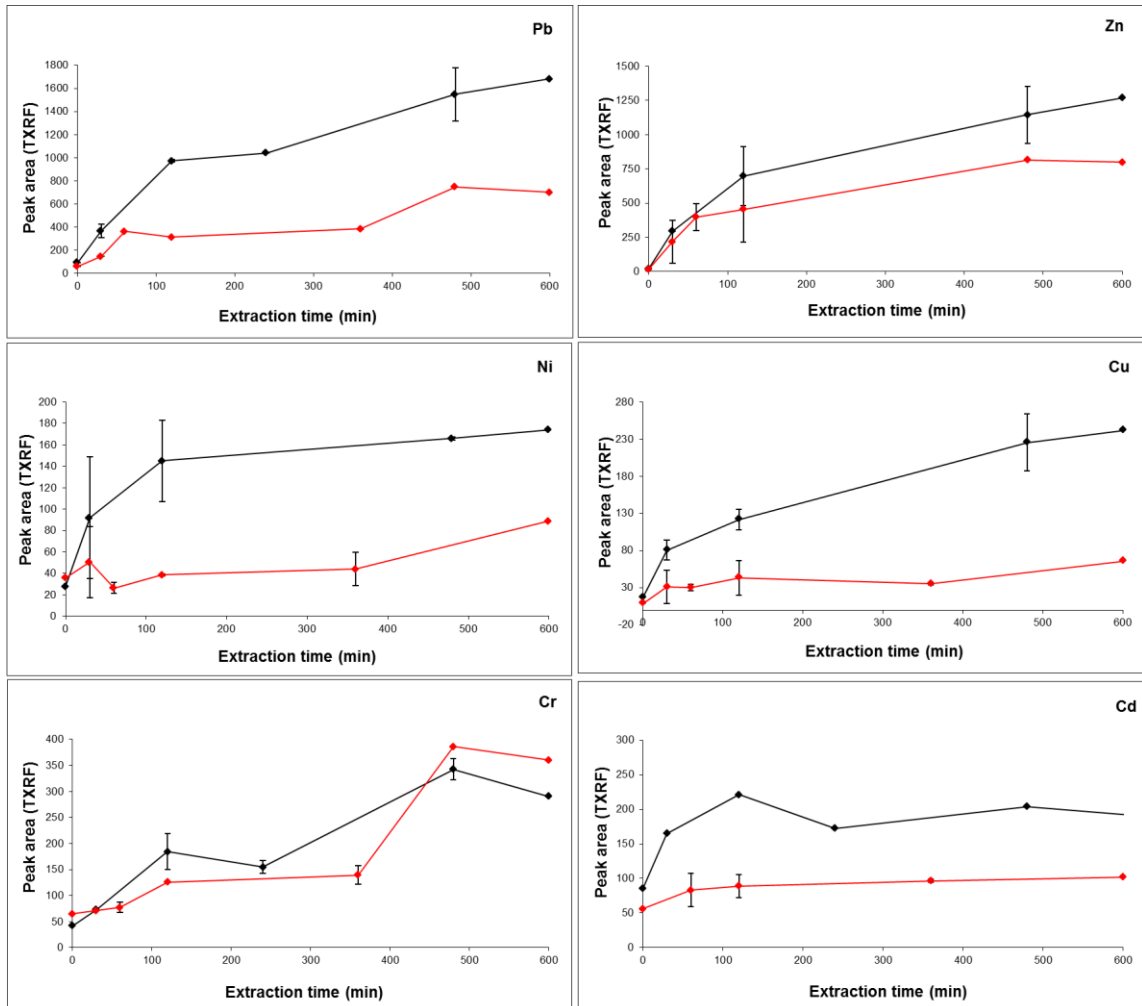 Pb
Peak area (TXRF)
1800
1600
1400
1200
1000
800
600
400
200
0
0 100 200 300 400 500 600
Extraction time (min)
Zn
Peak area (TXRF)
1500
1250
1000
750
500
250
0
0 100 200 300 400 500 600
Extraction time (min)
Ni
Peak area (TXRF)
200
180
160
140
120
100
80
60
40
20
0
0 100 200 300 400 500 600
Extraction time (min)
Cu
Peak area (TXRF)
280
230
180
130
80
30
-20
0 100 200 300 400 500 600
Extraction time (min)
Cr
Peak area (TXRF)
400
350
300
250
200
150
100
50
0
0 100 200 300 400 500 600
Extraction time (min)
Cd
Peak area (TXRF)
300
250
200
150
100
50
0
0 100 200 300 400 500 600
Extraction time (min)